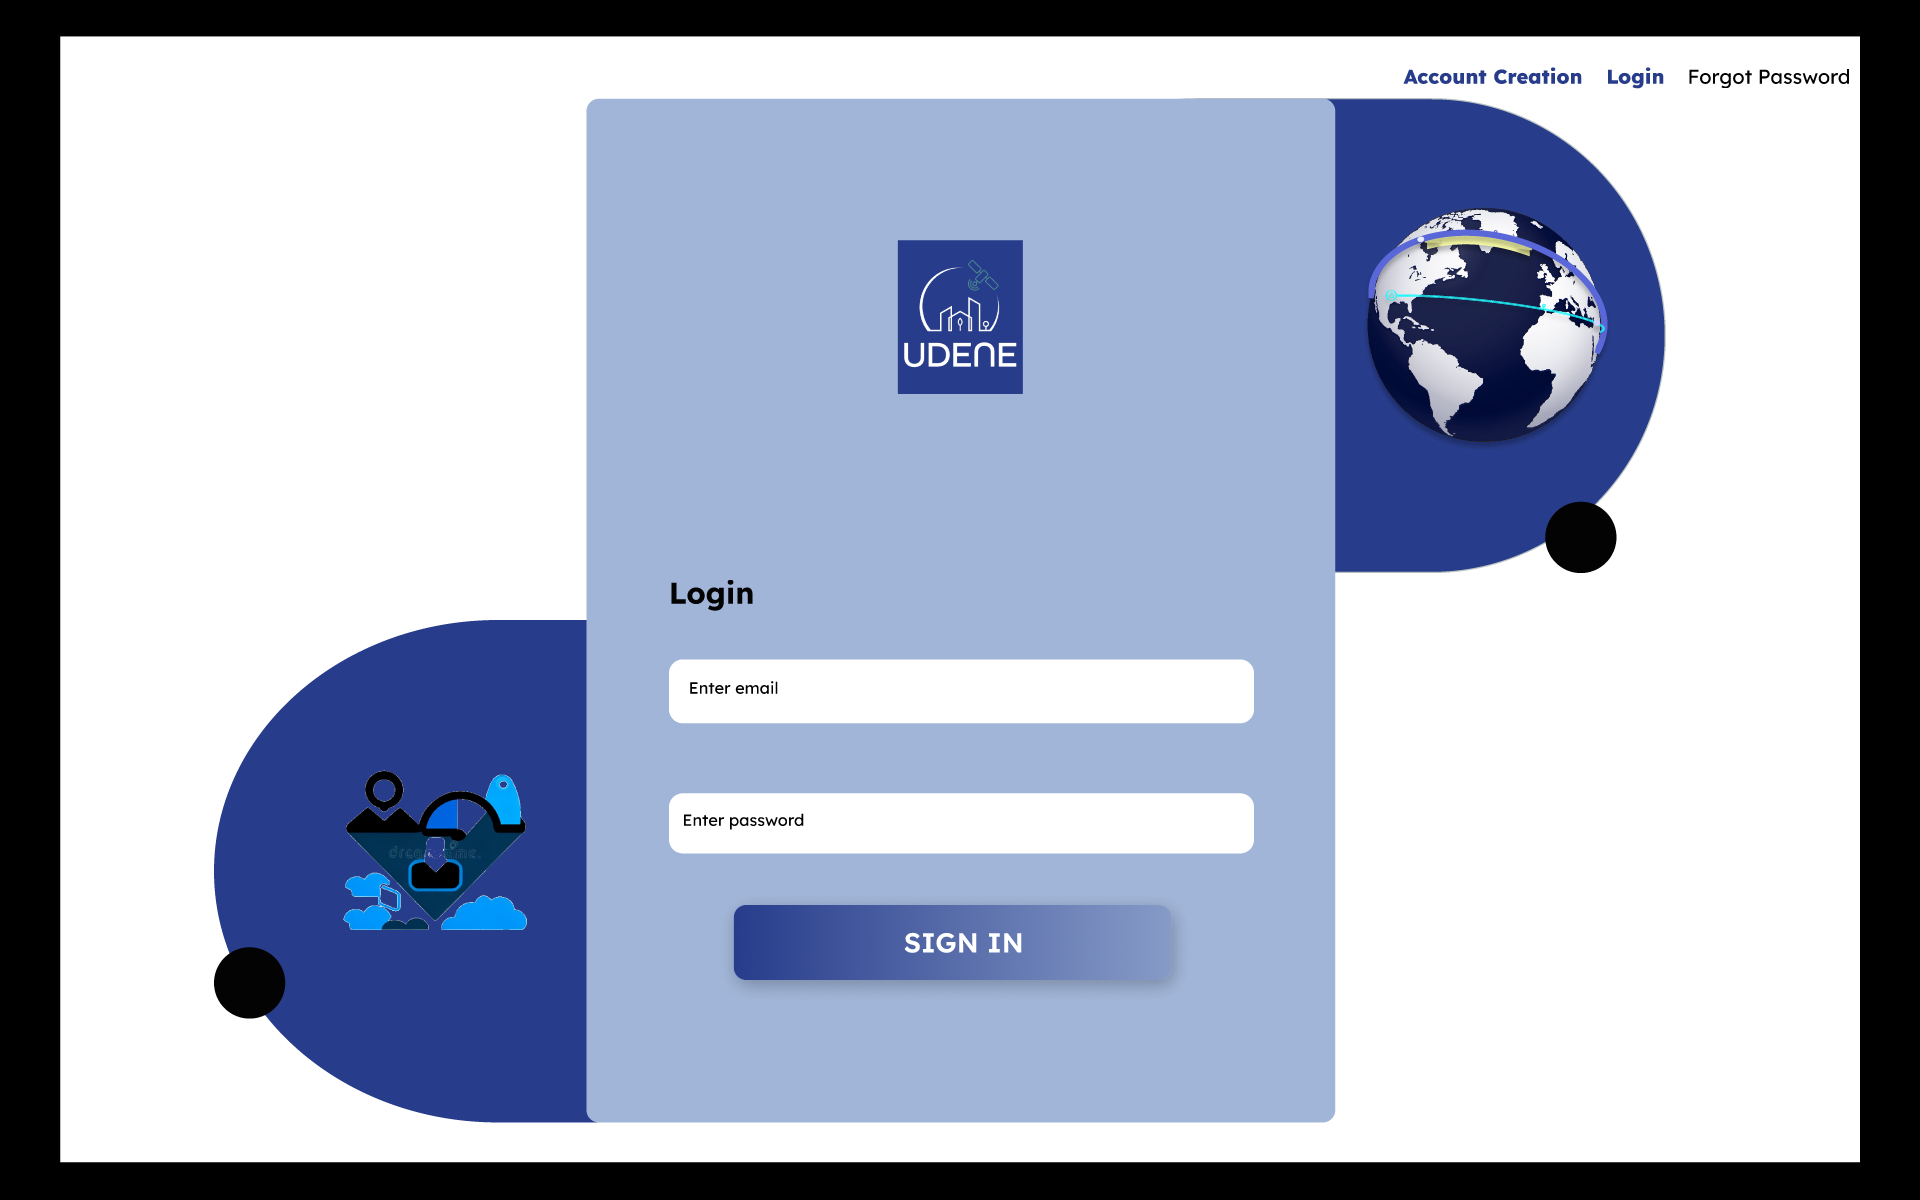 Account Creation Login Forgot Password
UDENE
Login
Enter email
Enter password
SIGN IN